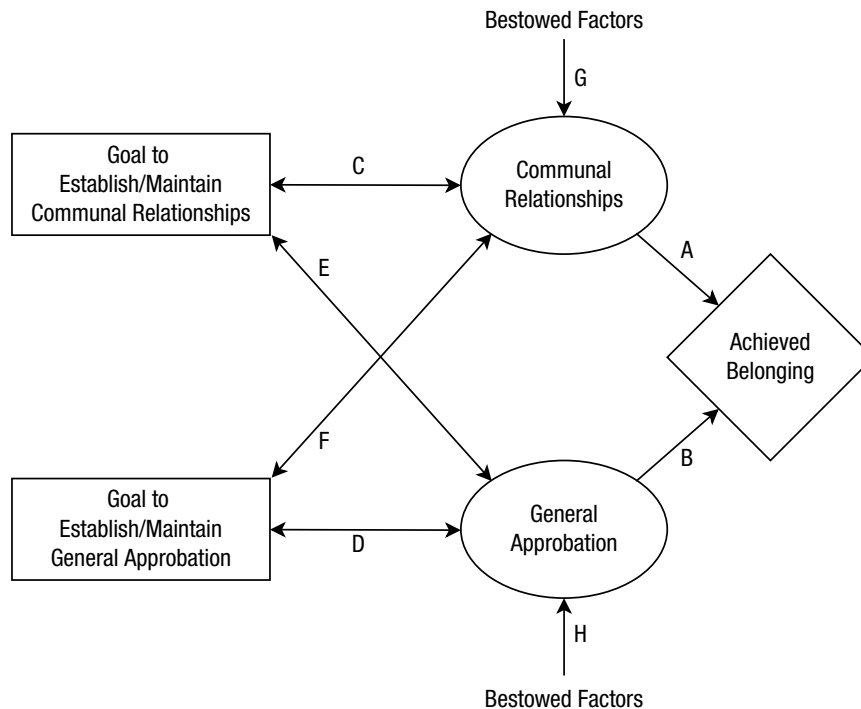 Bestowed Factors
G
Goal to
Establish/Maintain
Communal Relationships
C
Communal
Relationships
A
E
Achieved
Belonging
F
B
Goal to
Establish/Maintain
General Approbation
D
General
Approbation
H
Bestowed Factors